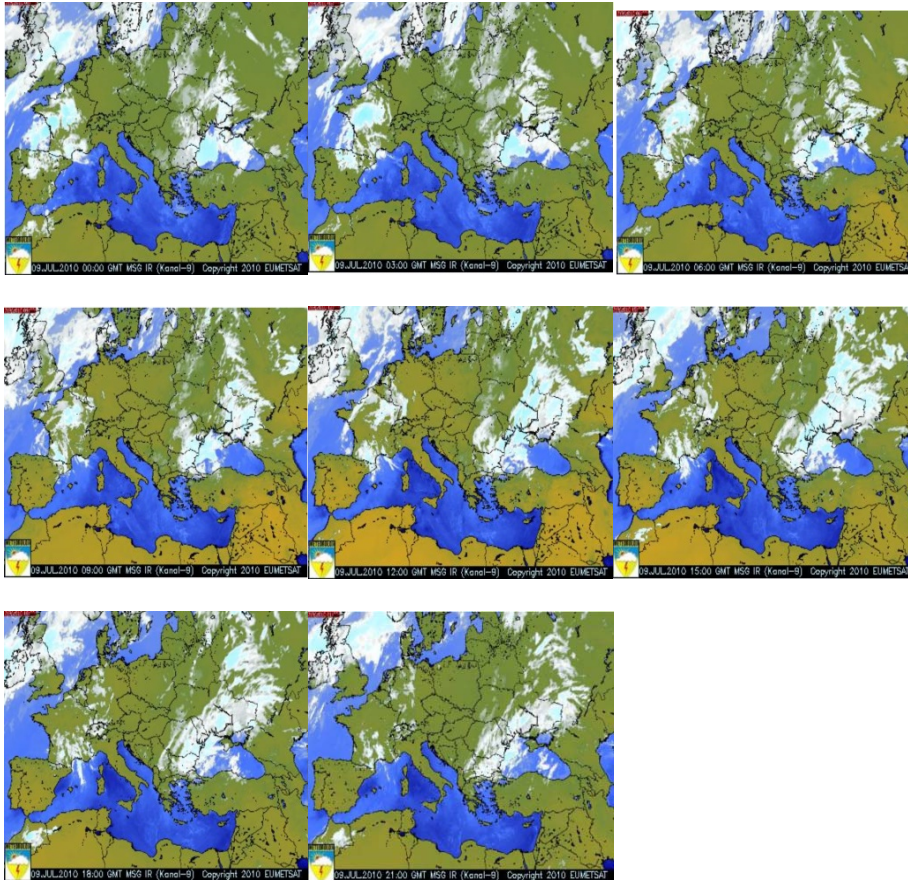 09.JUL.2010 00:00 GMT MSG IR (Kanal-9) Copyright 2010 EUMETSAT
09.JUL.2010 03:00 GMT MSG IR (Kanal-9) Copyright 2010 EUMETSAT
09.JUL.2010 06:00 GMT MSG IR (Kanal-9) Copyright 2010 EUMETSAT
09.JUL.2010 09:00 GMT MSG IR (Kanal-9) Copyright 2010 EUMETSAT
09.JUL.2010 12:00 GMT MSG IR (Kanal-9) Copyright 2010 EUMETSAT
09.JUL.2010 15:00 GMT MSG IR (Kanal-9) Copyright 2010 EUMETSAT
09.JUL.2010 18:00 GMT MSG IR (Kanal-9) Copyright 2010 EUMETSAT
09.JUL.2010 21:00 GMT MSG IR (Kanal-9) Copyright 2010 EUMETSAT